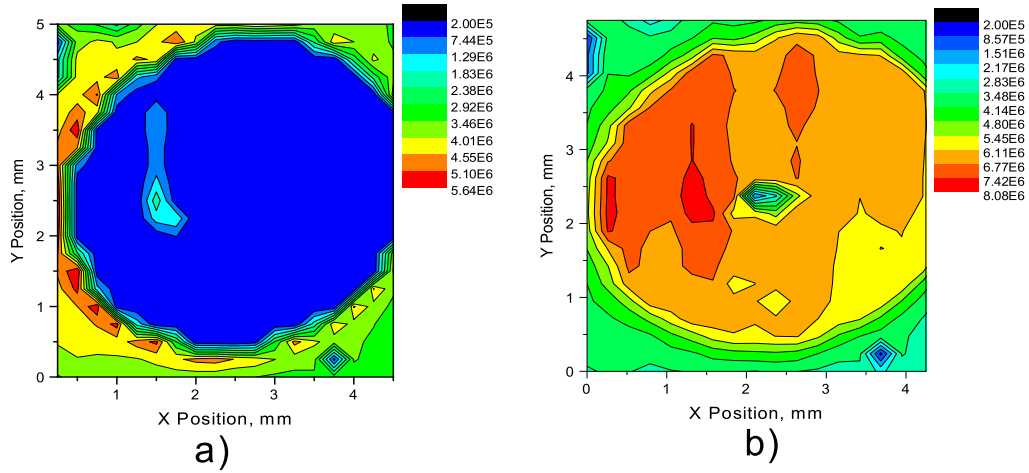 5
4
3
2
1
0
1
2
3
4
Y Position, mm
X Position, mm
2.00E5
7.44E5
1.29E6
1.83E6
2.38E6
2.92E6
3.46E6
4.01E6
4.55E6
5.10E6
5.64E6
a)
4
3
2
1
0
0
1
2
3
4
Y Position, mm
X Position, mm
2.00E5
8.57E5
1.51E6
2.17E6
2.83E6
3.48E6
4.14E6
4.80E6
5.45E6
6.11E6
6.77E6
7.42E6
8.08E6
b)